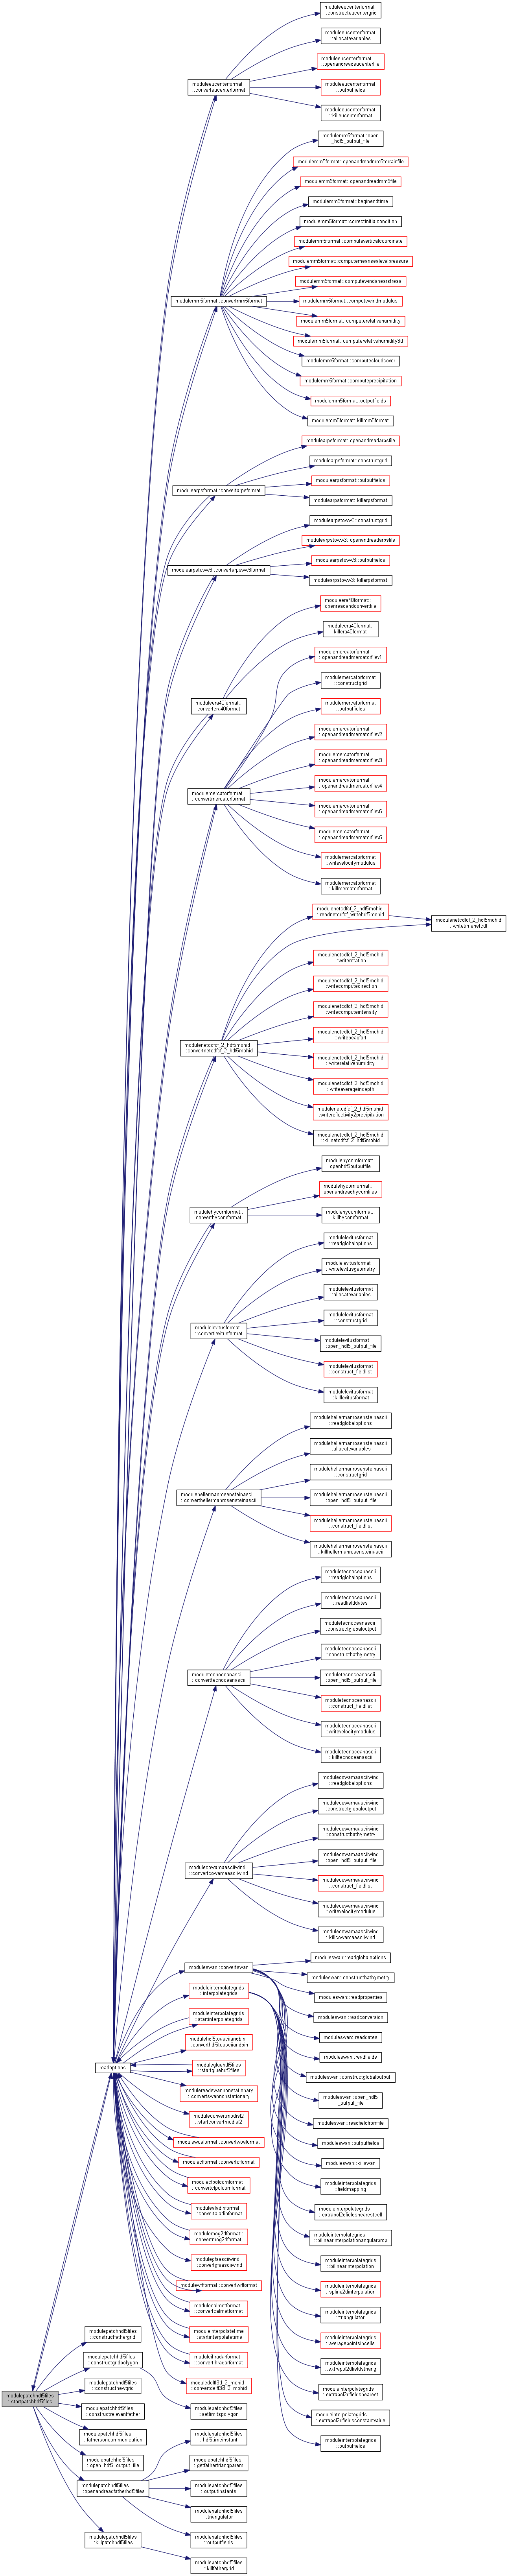 moduleeucenterformat
::constructeucentergrid
moduleeucenterformat
::allocatevariables
moduleeucenterformat
::openandreadeucenterfile
moduleeucenterformat
::converteucenterformat
moduleeucenterformat
::outputfields
moduleeucenterformat
::killeucenterformat
modulemm5format::open
_hdf5_output_file
modulemm5format::openandreadmm5terrainfile
modulemm5format::openandreadmm5file
modulemm5format::beginendtime
modulemm5format::correctinitialcondition
modulemm5format::computeverticalcoordinate
modulemm5format::computemeansealevelpressure
modulemm5format::computewindshearstress
modulemm5format::convertmm5format
modulemm5format::computewindmodulus
modulemm5format::computerelativehumidity
modulemm5format::computerelativehumidity3d
modulemm5format::computecloudcover
modulemm5format::computeprecipitation
modulemm5format::outputfields
modulemm5format::killmm5format
modulearpsformat::openandreadarpsfile
modulearpsformat::constructgrid
modulearpsformat::outputfields
modulearpsformat::convertarpsformat
modulearpsformat::killarpsformat
modulearpstoww3::constructgrid
modulearpstoww3::openandreadarpsfile
modulearpstoww3::outputfields
modulearpstoww3::convertarpsww3format
modulearpstoww3::killarpsformat
moduleera40format::
openreadandconvertfile
moduleera40format::
killera40format
moduleera40format::
convertera40format
modulemercatorformat
::openandreadmercatorfilev1
modulemercatorformat
::constructgrid
modulemercatorformat
::outputfields
modulemercatorformat
::openandreadmercatorfilev2
modulemercatorformat
::openandreadmercatorfilev3
modulemercatorformat
::openandreadmercatorfilev4
modulemercatorformat
::convertmercatorformat
modulemercatorformat
::openandreadmercatorfilev6
modulemercatorformat
::openandreadmercatorfilev5
modulemercatorformat
::writevelocitymodulus
modulemercatorformat
::killmercatorformat
modulenetcdfcf_2_hdf5mohid
::readnetcdfcf_writehdf5mohid
modulenetcdfcf_2_hdf5mohid
::writetimenetcdf
modulenetcdfcf_2_hdf5mohid
::writerotation
modulenetcdfcf_2_hdf5mohid
::writecomputedirection
modulenetcdfcf_2_hdf5mohid
::writecomputeintensity
modulenetcdfcf_2_hdf5mohid
::writebeaufort
modulenetcdfcf_2_hdf5mohid
::convertnetcdfcf_2_hdf5mohid
modulenetcdfcf_2_hdf5mohid
::writerelativehumidity
modulenetcdfcf_2_hdf5mohid
::writeaverageindepth
modulenetcdfcf_2_hdf5mohid
::writereflectivity2precipitation
modulenetcdfcf_2_hdf5mohid
::killnetcdfcf_2_hdf5mohid
modulehycomformat::
openhdf5outputfile
modulehycomformat::
openandreadhycomfiles
modulehycomformat::
converthycomformat
modulehycomformat::
killhycomformat
modulelevitusformat
::readglobaloptions
modulelevitusformat
::writelevitusgeometry
modulelevitusformat
::allocatevariables
modulelevitusformat
::constructgrid
modulelevitusformat
::convertlevitusformat
modulelevitusformat
::open_hdf5_output_file
modulelevitusformat
::construct_fieldlist
modulelevitusformat
::killlevitusformat
modulehellermanrosensteinascii
::readglobaloptions
modulehellermanrosensteinascii
::allocatevariables
modulehellermanrosensteinascii
::constructgrid
modulehellermanrosensteinascii
::converthellermanrosensteinascii
modulehellermanrosensteinascii
::open_hdf5_output_file
modulehellermanrosensteinascii
::construct_fieldlist
modulehellermanrosensteinascii
::killhellermanrosensteinascii
moduletecnoceanascii
::readglobaloptions
moduletecnoceanascii
::readfielddates
moduletecnoceanascii
::constructglobaloutput
moduletecnoceanascii
::constructbathymetry
moduletecnoceanascii
::converttecnoceanascii
moduletecnoceanascii
::open_hdf5_output_file
moduletecnoceanascii
::construct_fieldlist
moduletecnoceanascii
::writevelocitymodulus
moduletecnoceanascii
::killtecnoceanascii
modulecowamaasciiwind
::readglobaloptions
modulecowamaasciiwind
::constructglobaloutput
modulecowamaasciiwind
::constructbathymetry
modulecowamaasciiwind
::open_hdf5_output_file
modulecowamaasciiwind
::convertcowamaasciiwind
modulecowamaasciiwind
::construct_fieldlist
modulecowamaasciiwind
::writevelocitymodulus
modulecowamaasciiwind
::killcowamaasciiwind
moduleswan::readglobaloptions
moduleswan::convertswan
moduleswan::constructbathymetry
moduleinterpolategrids
::interpolategrids
moduleswan::readproperties
moduleinterpolategrids
::startinterpolategrids
moduleswan::readconversion
modulehdf5toasciiandbin
::converthdf5toasciiandbin
moduleswan::readdates
readoptions
modulegluehdf5files
::startgluehdf5files
moduleswan::readfields
modulereadswannonstationary
::convertswannonstationary
moduleswan::constructglobaloutput
moduleconvertmodisl2
::startconvertmodisl2
moduleswan::open_hdf5
_output_file
modulewoaformat::convertwoaformat
moduleswan::readfieldfromfile
modulecfformat::convertcfformat
moduleswan::outputfields
modulecfpolcomformat
::convertcfpolcomformat
moduleswan::killswan
modulealadinformat
::convertaladinformat
moduleinterpolategrids
::fieldmapping
modulemog2dformat::
convertmog2dformat
moduleinterpolategrids
::extrapol2dfieldsnearestcell
modulegfsasciiwind
::convertgfsasciiwind
moduleinterpolategrids
::bilinearinterpolationangularprop
modulewrfformat::convertwrfformat
moduleinterpolategrids
::bilinearinterpolation
modulecalmetformat
::convertcalmetformat
moduleinterpolategrids
::spline2dinterpolation
moduleinterpolatetime
::startinterpolatetime
moduleinterpolategrids
::triangulator
moduleihradarformat
::convertihradarformat
moduleinterpolategrids
::averagepointsincells
moduledelft3d_2_mohid
::convertdelft3d_2_mohid
moduleinterpolategrids
::extrapol2dfieldstriang
moduleinterpolategrids
::extrapol2dfieldsnearest
moduleinterpolategrids
::extrapol2dfieldsconstantvalue
moduleinterpolategrids
::outputfields
modulepatchhdf5files
::constructfathergrid
modulepatchhdf5files
::constructgridpolygon
modulepatchhdf5files
::constructnewgrid
modulepatchhdf5files
::startpatchhdf5files
modulepatchhdf5files
::constructrelevantfather
modulepatchhdf5files
::setlimitspolygon
modulepatchhdf5files
::fathersoncommunication
modulepatchhdf5files
::open_hdf5_output_file
modulepatchhdf5files
::hdf5timeinstant
modulepatchhdf5files
::openandreadfatherhdf5files
modulepatchhdf5files
::getfathertriangparam
modulepatchhdf5files
::outputinstants
modulepatchhdf5files
::triangulator
modulepatchhdf5files
::outputfields
modulepatchhdf5files
::killpatchhdf5files
modulepatchhdf5files
::killfathergrid